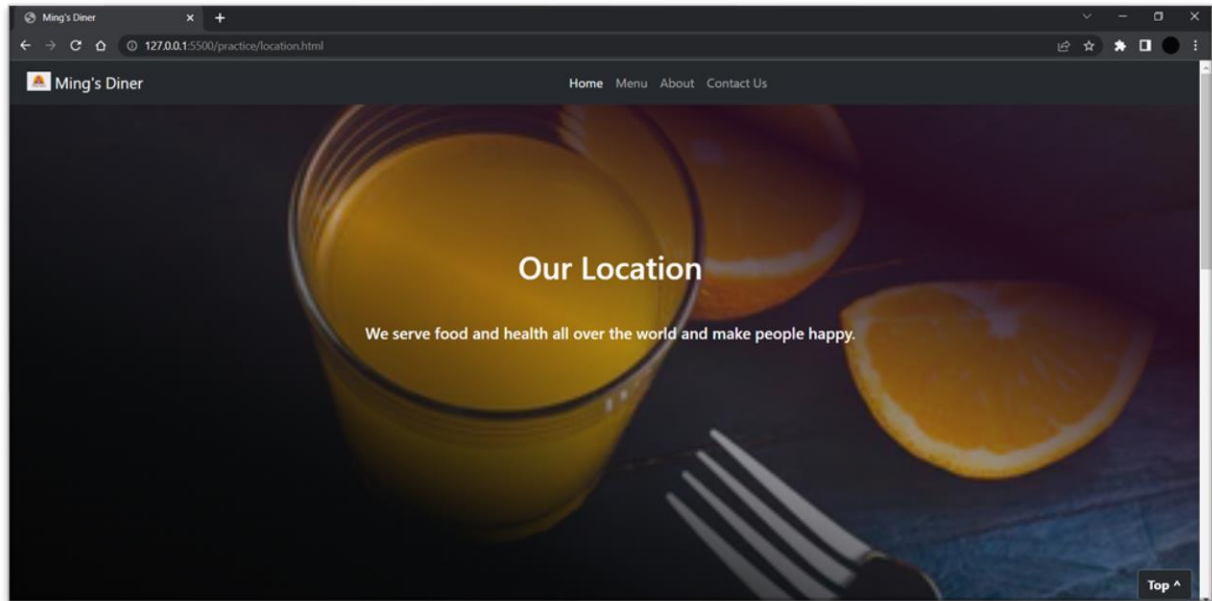 Ming's Diner
127.0.0.1:5500/practice/location.html
Ming's Diner Home Menu About Contact Us
Our Location
We serve food and health all over the world and make people happy.
Top ^